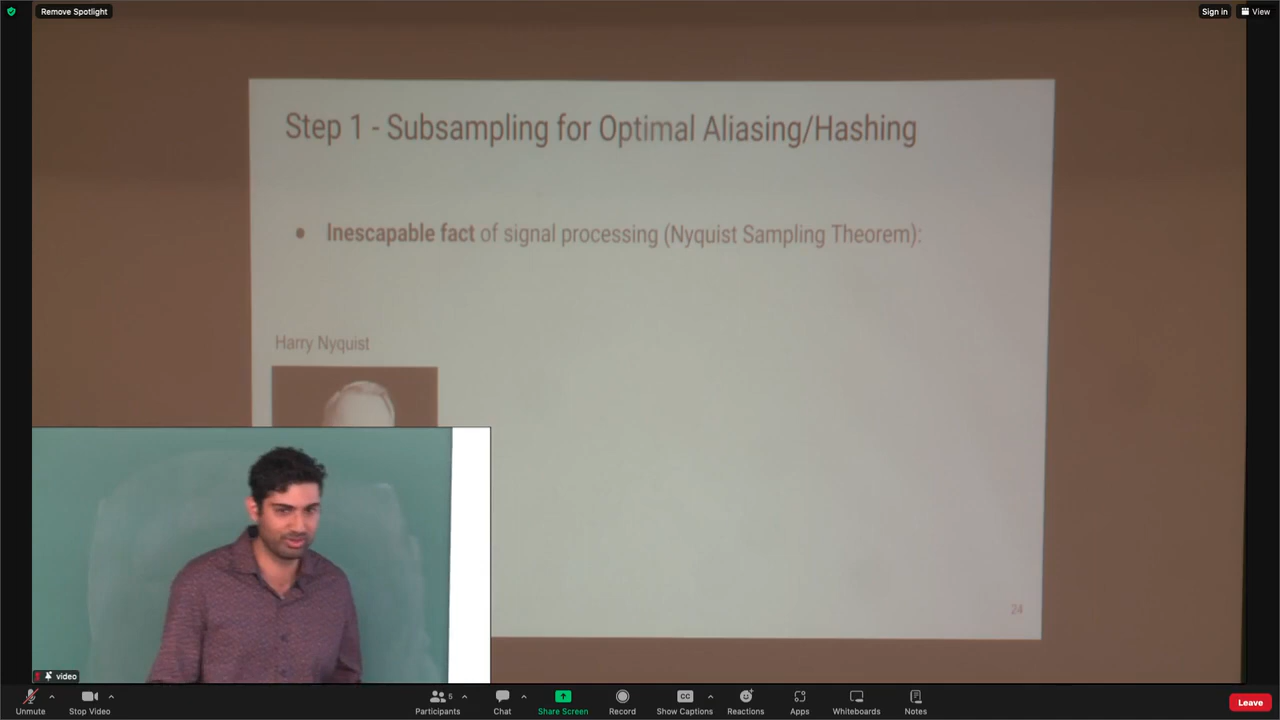 Remove Spotlight
Sign in
View
Step 1 - Subsampling for Optimal Aliasing/Hashing
● Inescapable fact of signal processing (Nyquist Sampling Theorem):
Harry Nyquist
24
video
Unmute
Stop Video
Participants
5
Chat
Share Screen
Record
CC
Show Captions
Reactions
Apps
Whiteboards
Notes
Leave